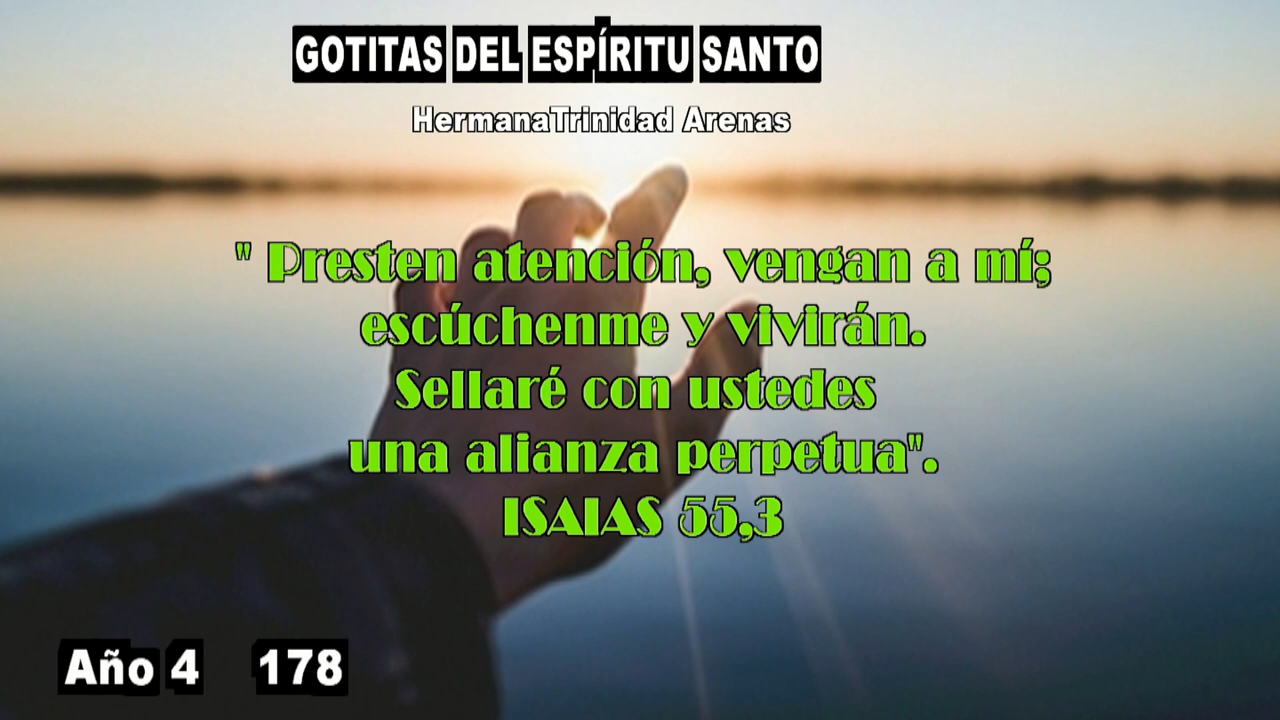 GOTITAS DEL ESPÍRITU SANTO
HermanaTrinidad Arenas
" Presten atención, vengan a mí;
escúchenme y vivirán.
Sellaré con ustedes
una alianza perpetua".
ISAIAS 55,3
Año 4 178